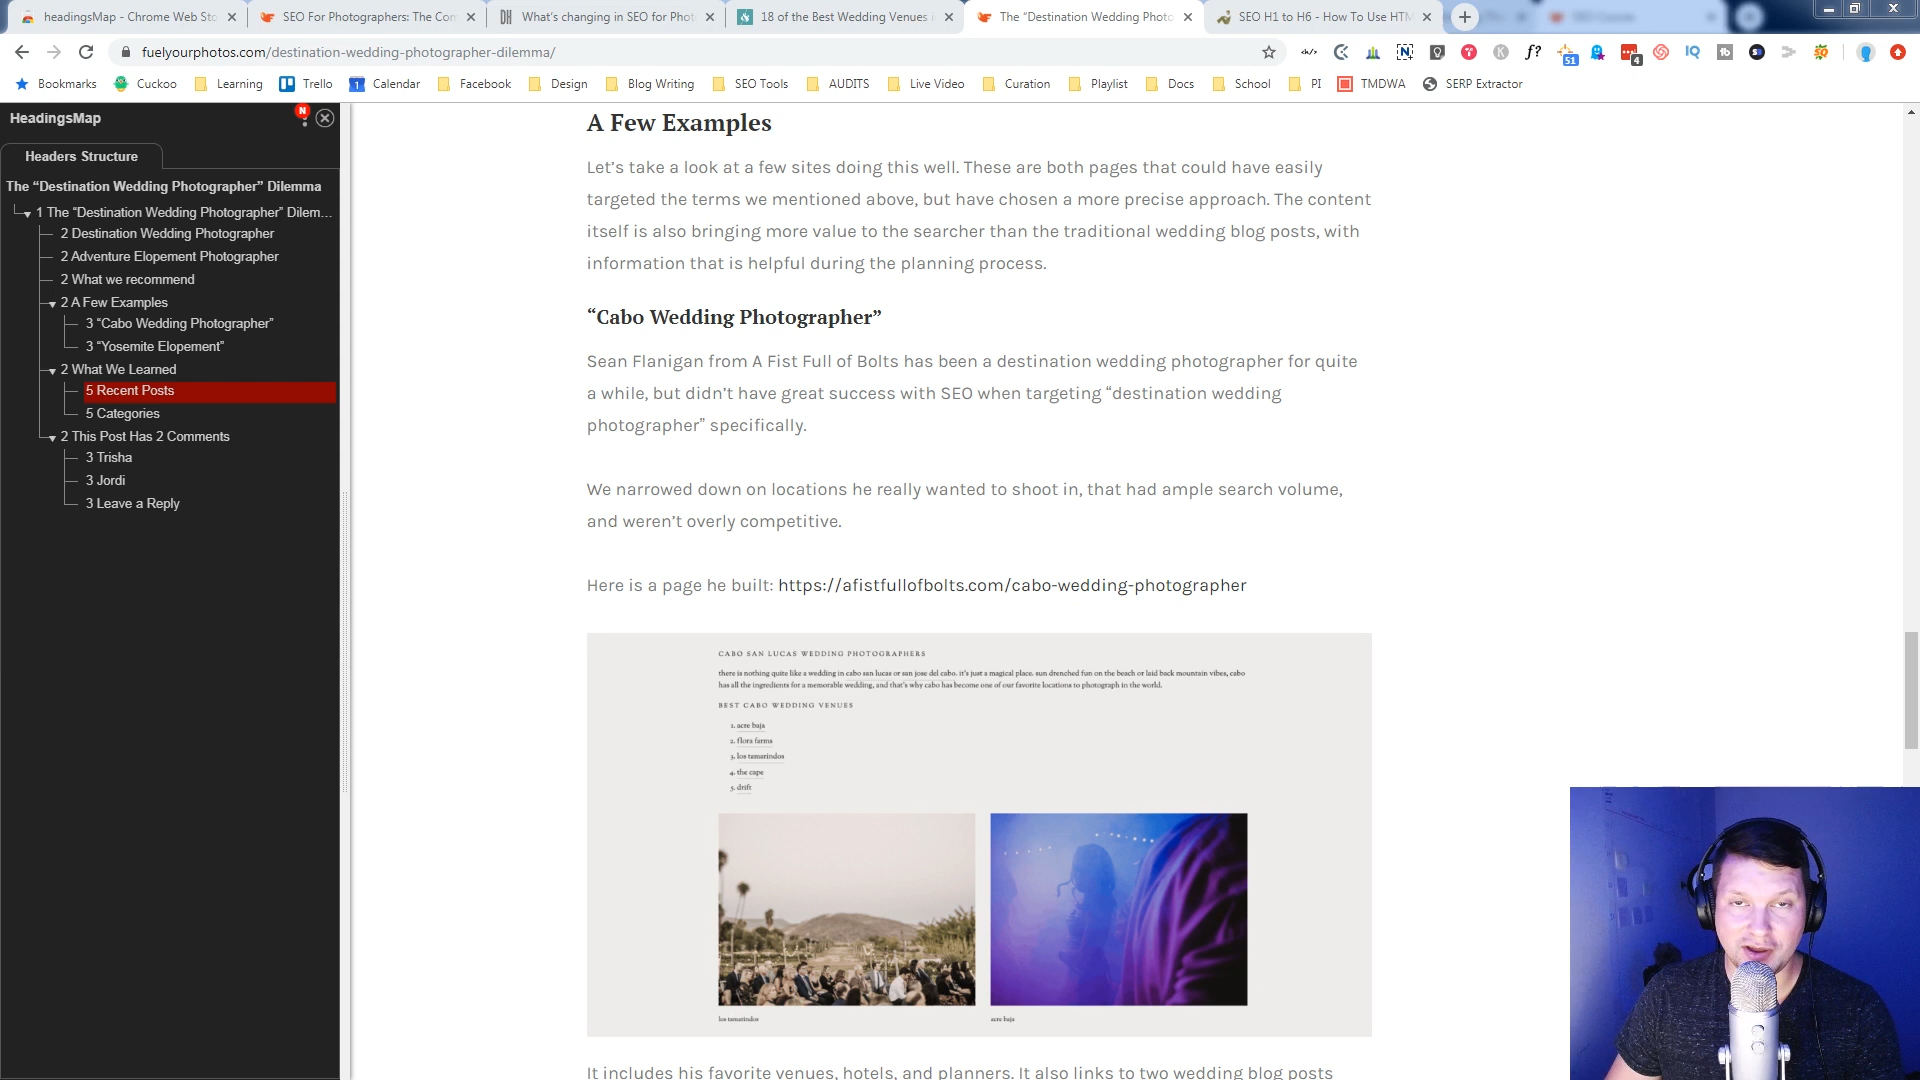 headingsMap - Chrome Web Sto
SEO For Photographers: The Com
What's changing in SEO for Phot
18 of the Best Wedding Venues i
The “Destination Wedding Photo
SEO H1 to H6 - How To Use HTM
fuelyourphotos.com/destination-wedding-photographer-dilemma/
Bookmarks
Cuckoo
Learning
Trello
Calendar
Facebook
Design
Blog Writing
SEO Tools
AUDITS
Live Video
Curation
Playlist
Docs
School
PI
TMDWA
SERP Extractor
HeadingsMap
N
Headers Structure
The “Destination Wedding Photographer” Dilemma
1 The “Destination Wedding Photographer” Dilem...
2 Destination Wedding Photographer
2 Adventure Elopement Photographer
2 What we recommend
2 A Few Examples
3 “Cabo Wedding Photographer”
3 “Yosemite Elopement”
2 What We Learned
5 Recent Posts
5 Categories
2 This Post Has 2 Comments
3 Trisha
3 Jordi
3 Leave a Reply
A Few Examples
Let’s take a look at a few sites doing this well. These are both pages that could have easily
targeted the terms we mentioned above, but have chosen a more precise approach. The content
itself is also bringing more value to the searcher than the traditional wedding blog posts, with
information that is helpful during the planning process.
“Cabo Wedding Photographer”
Sean Flanigan from A Fist Full of Bolts has been a destination wedding photographer for quite
a while, but didn’t have great success with SEO when targeting “destination wedding
photographer” specifically.
We narrowed down on locations he really wanted to shoot in, that had ample search volume,
and weren’t overly competitive.
Here is a page he built: https://afistfullofbolts.com/cabo-wedding-photographer
CABO SAN LUCAS WEDDING PHOTOGRAPHERS
there is nothing quite like a wedding in cabo san lucas or san jose del cabo. it’s just a magical place. sun drenched fun on the beach or laid back mountain vibes, cabo
has all the ingredients for a memorable wedding, and that’s why cabo has become one of our favorite locations to photograph in the world.
BEST CABO WEDDING VENUES
1. acre baja
2. flora farms
3. los tamarindos
4. the cape
5. drift
los tamarindos
acre baja
It includes his favorite venues, hotels, and planners. It also links to two wedding blog posts